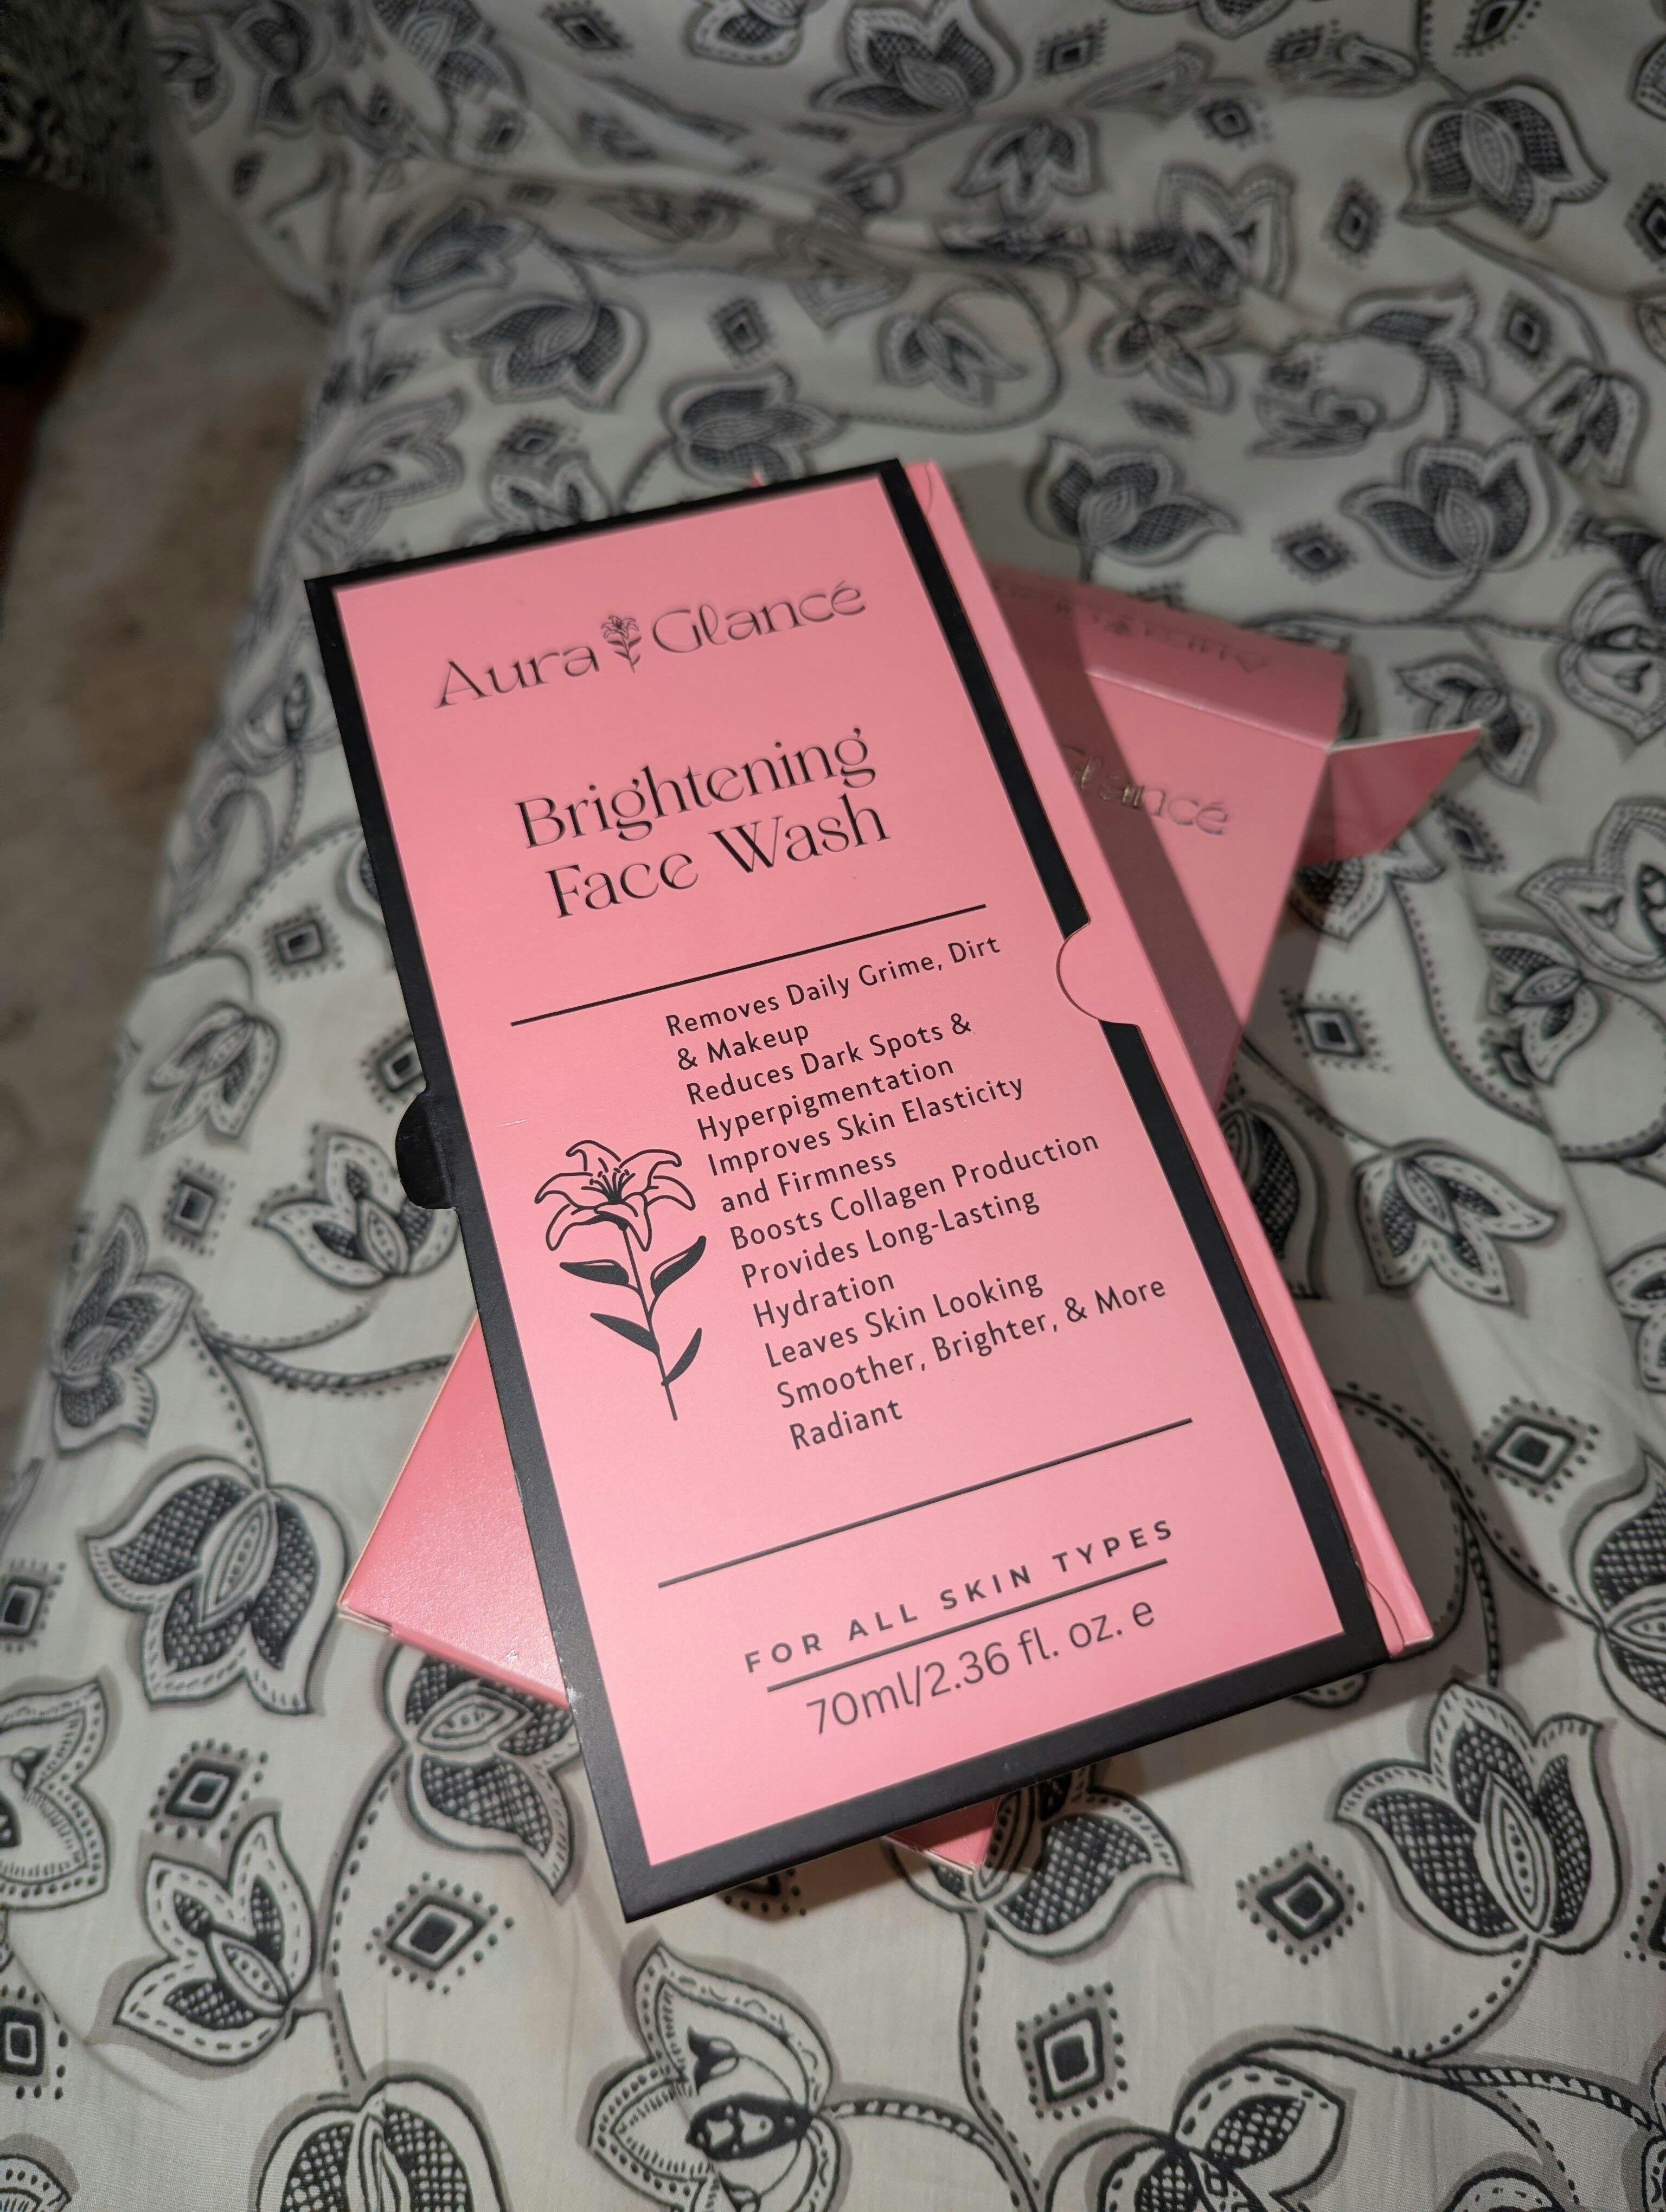 Aura Glancé
Brightening
Face Wash
Removes Daily Grime, Dirt
& Makeup
Reduces Dark Spots &
Hyperpigmentation
Improves Skin Elasticity
and Firmness
Boosts Collagen Production
Provides Long-Lasting
Hydration
Leaves Skin Looking
Smoother, Brighter, & More
Radiant
FOR ALL SKIN TYPES
70ml/2.36 fl. oz. e
Glancé